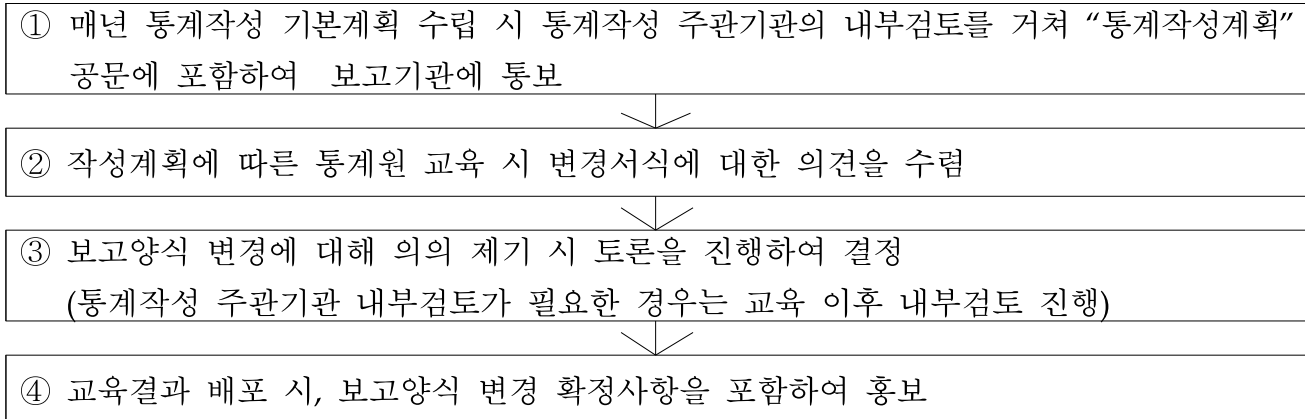 ① 매년 통계작성 기본계획 수립 시 통계작성 주관기관의 내부검토를 거쳐 “통계작성계획”
공문에 포함하여 보고기관에 통보
② 작성계획에 따른 통계원 교육 시 변경서식에 대한 의견을 수렴
③ 보고양식 변경에 대해 의의 제기 시 토론을 진행하여 결정
(통계작성 주관기관 내부검토가 필요한 경우는 교육 이후 내부검토 진행)
④ 교육결과 배포 시, 보고양식 변경 확정사항을 포함하여 홍보